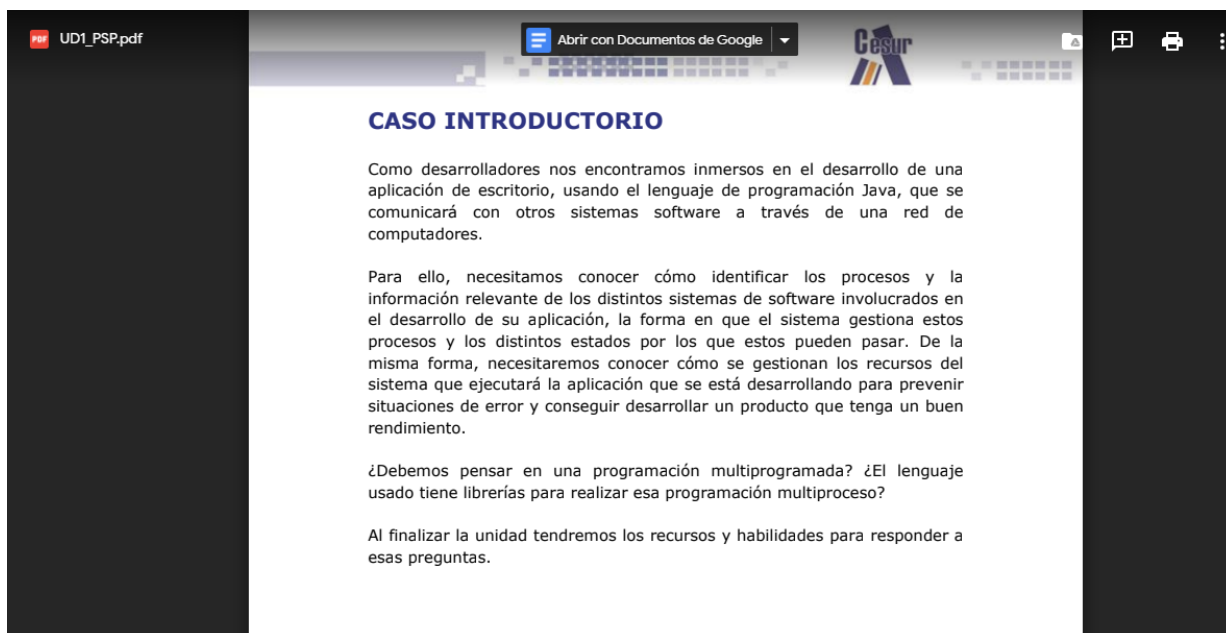 UD1_PSP.pdf
Abrir con Documentos de Google
Cesur
CASO INTRODUCTORIO
Como desarrolladores nos encontramos inmersos en el desarrollo de una
aplicación de escritorio, usando el lenguaje de programación Java, que se
comunicará con otros sistemas software a través de una red de
computadores.
Para ello, necesitamos conocer cómo identificar los procesos y la
información relevante de los distintos sistemas de software involucrados en
el desarrollo de su aplicación, la forma en que el sistema gestiona estos
procesos y los distintos estados por los que estos pueden pasar. De la
misma forma, necesitaremos conocer cómo se gestionan los recursos del
sistema que ejecutará la aplicación que se está desarrollando para prevenir
situaciones de error y conseguir desarrollar un producto que tenga un buen
rendimiento.
¿Debemos pensar en una programación multiprogramada? ¿El lenguaje
usado tiene librerías para realizar esa programación multiproceso?
Al finalizar la unidad tendremos los recursos y habilidades para responder a
esas preguntas.